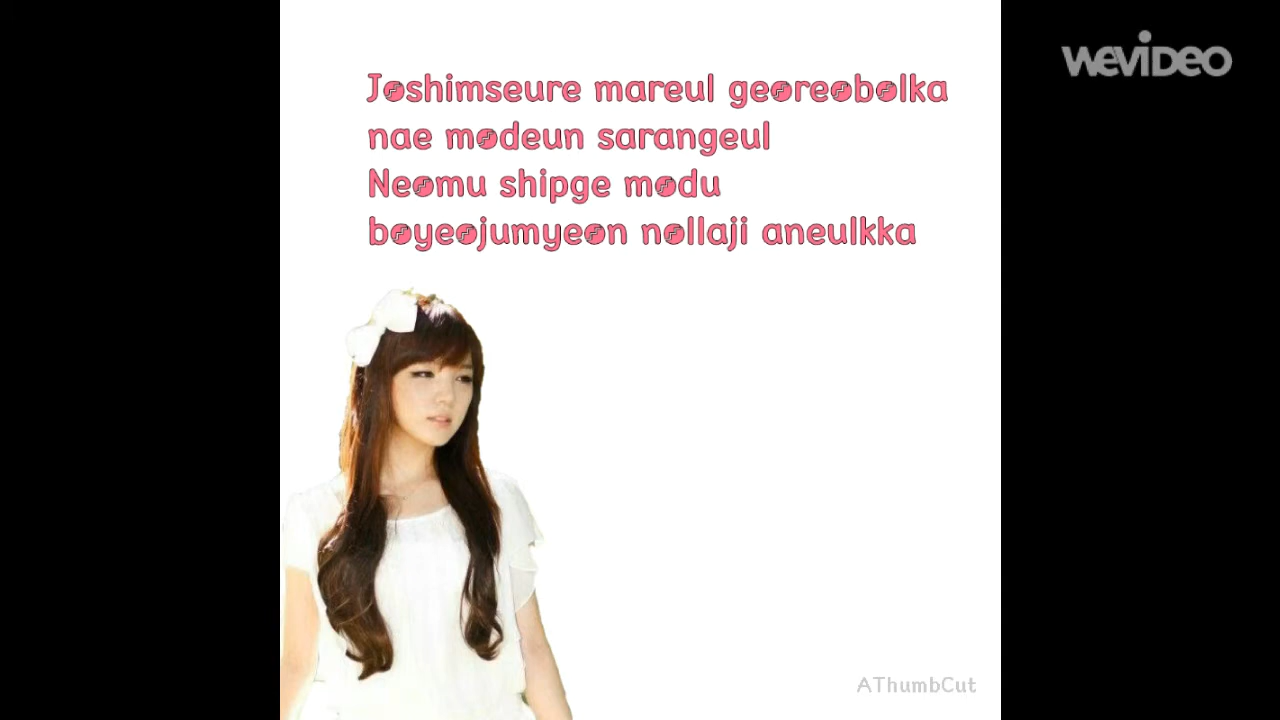 WEVIDEO
Joshimseure mareul georeobolka
nae modeun sarangeul
Neomu shipge modu
boyeojumyeon nollaji aneulkka
AThumbCut